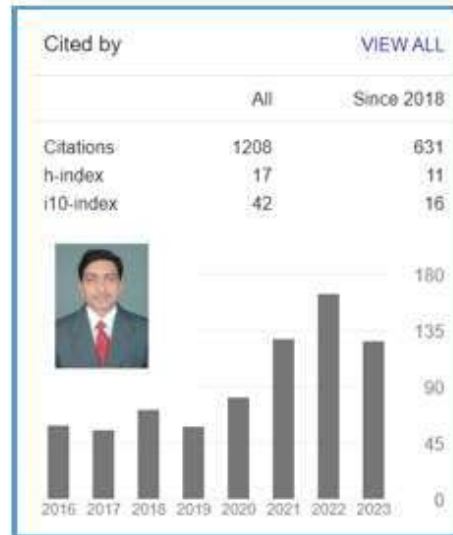 Cited by VIEW ALL
All Since 2018
Citations 1208 631
h-index 17 11
i10-index 42 16
180
135
90
45
0
2016 2017 2018 2019 2020 2021 2022 2023